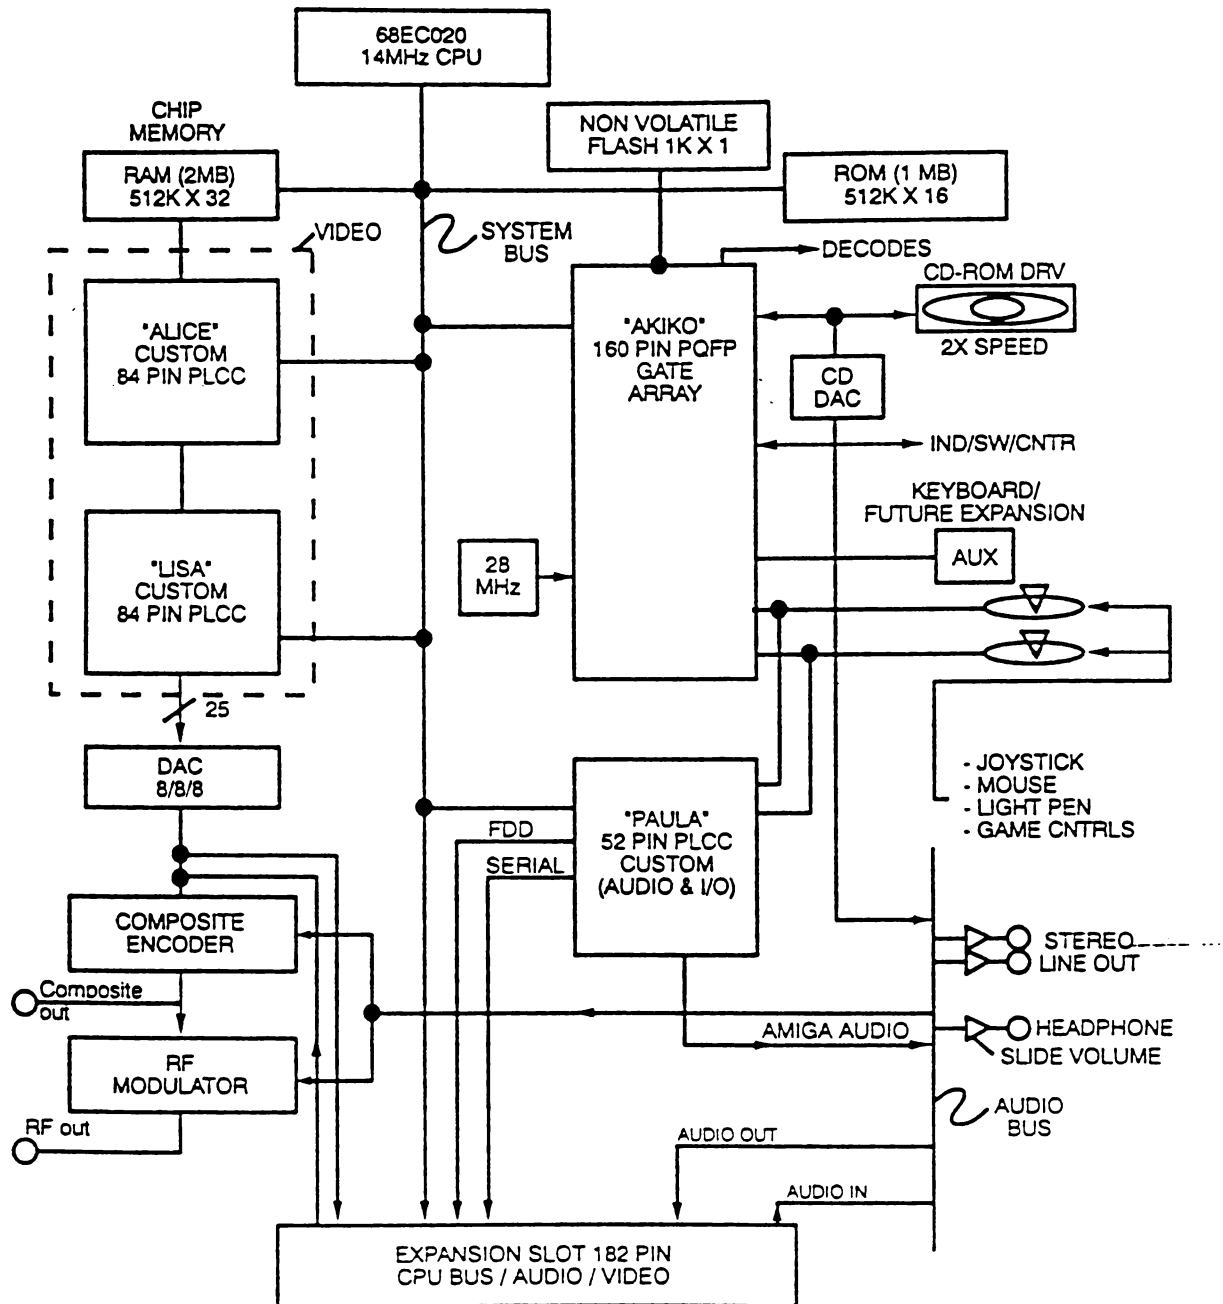 68EC020
14MHz CPU
CHIP
MEMORY
RAM (2MB)
512K X 32
NON VOLATILE
FLASH 1K X 1
ROM (1 MB)
512K X 16
VIDEO
SYSTEM
BUS
DECODES
CD-ROM DRV
2X SPEED
"ALICE"
CUSTOM
84 PIN PLCC
"AKIKO"
160 PIN PQFP
GATE
ARRAY
CD
DAC
IND/SW/CNTR
KEYBOARD/
FUTURE EXPANSION
AUX
"LISA"
CUSTOM
84 PIN PLCC
28
MHz
25
DAC
8/8/8
- JOYSTICK
- MOUSE
- LIGHT PEN
- GAME CNTRLS
FDD
SERIAL
"PAULA"
52 PIN PLCC
CUSTOM
(AUDIO & I/O)
COMPOSITE
ENCODER
STEREO
LINE OUT
Composite
out
AMIGA AUDIO
HEADPHONE
SLIDE VOLUME
RF
MODULATOR
AUDIO
BUS
RF out
AUDIO OUT
AUDIO IN
EXPANSION SLOT 182 PIN
CPU BUS / AUDIO / VIDEO